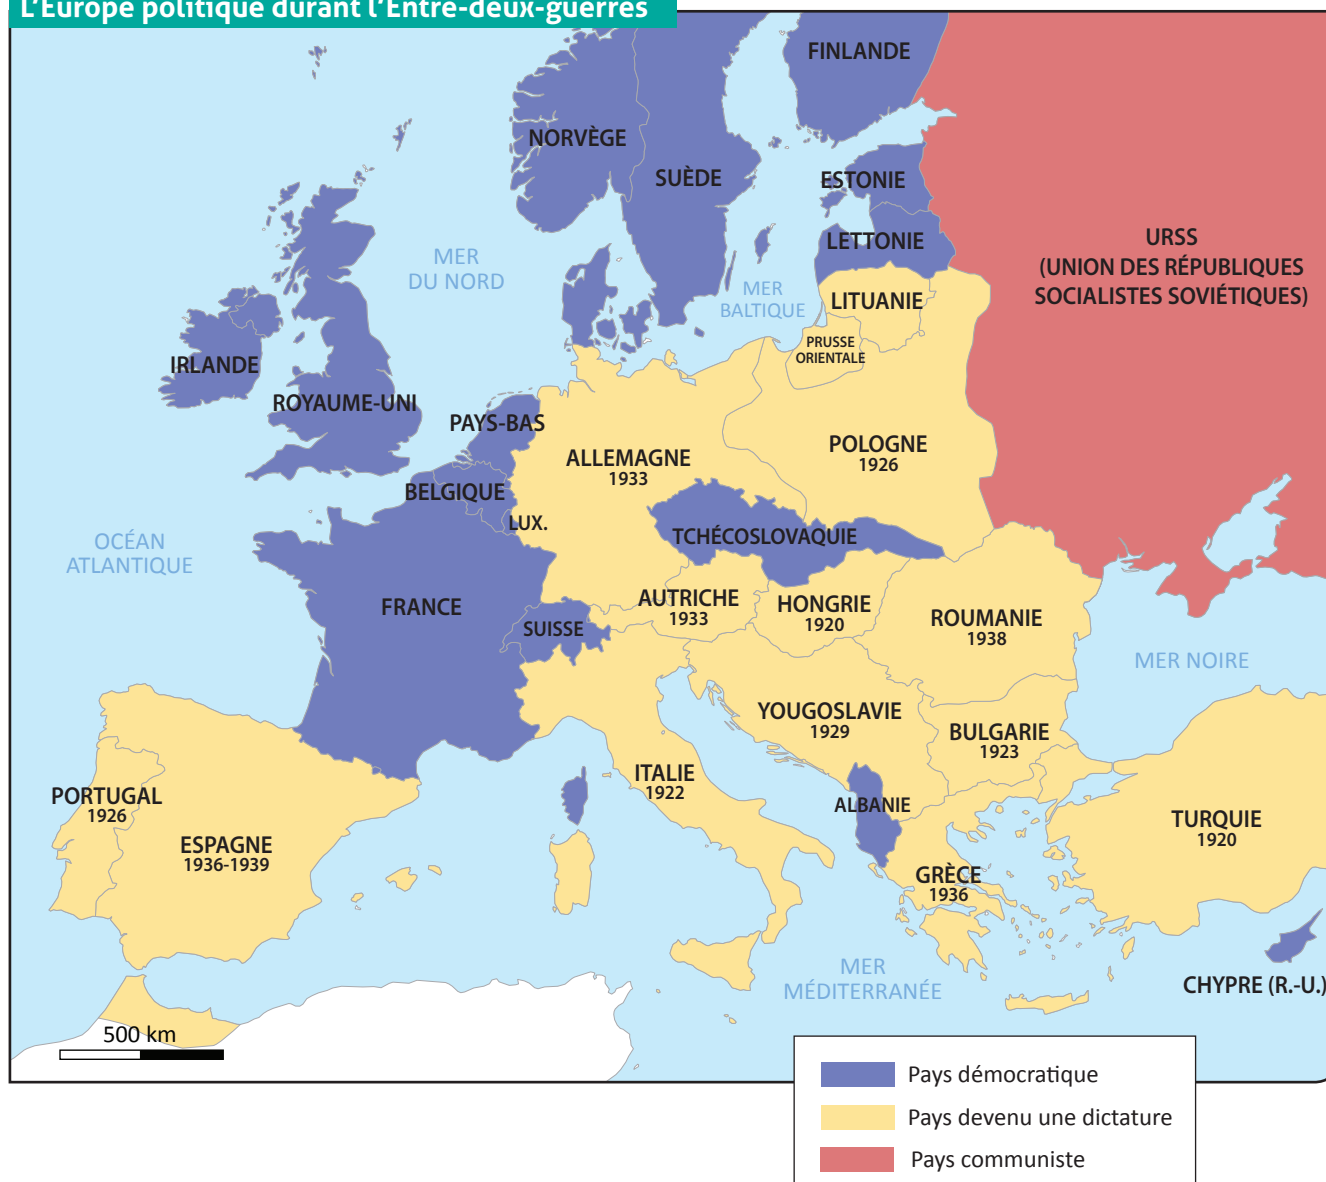 L'Europe politique durant l'Entre-deux-guerres
FINLANDE
NORVÈGE
SUÈDE
ESTONIE
LETTONIE
URSS
(UNION DES RÉPUBLIQUES
SOCIALISTES SOVIÉTIQUES)
MER
DU NORD
MER
BALTIQUE
LITUANIE
PRUSSE
ORIENTALE
IRLANDE
ROYAUME-UNI
PAYS-BAS
ALLEMAGNE
1933
POLOGNE
1926
BELGIQUE
LUX.
TCHÉCOSLOVAQUIE
OCÉAN
ATLANTIQUE
FRANCE
SUISSE
AUTRICHE
1933
HONGRIE
1920
ROUMANIE
1938
MER NOIRE
YOUGOSLAVIE
1929
BULGARIE
1923
ITALIE
1922
ALBANIE
PORTUGAL
1926
ESPAGNE
1936-1939
TURQUIE
1920
GRÈCE
1936
MER
MÉDITERRANÉE
CHYPRE (R.-U.)
500 km
Pays démocratique
Pays devenu une dictature
Pays communiste